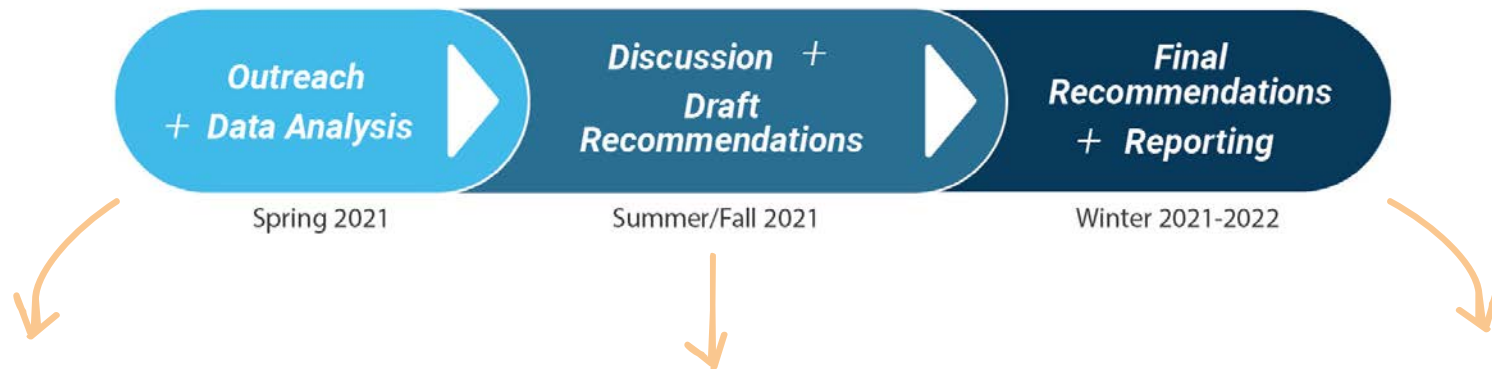 Outreach
+ Data Analysis
Discussion +
Draft
Recommendations
Final
Recommendations
+ Reporting
Spring 2021
Summer/Fall 2021
Winter 2021-2022